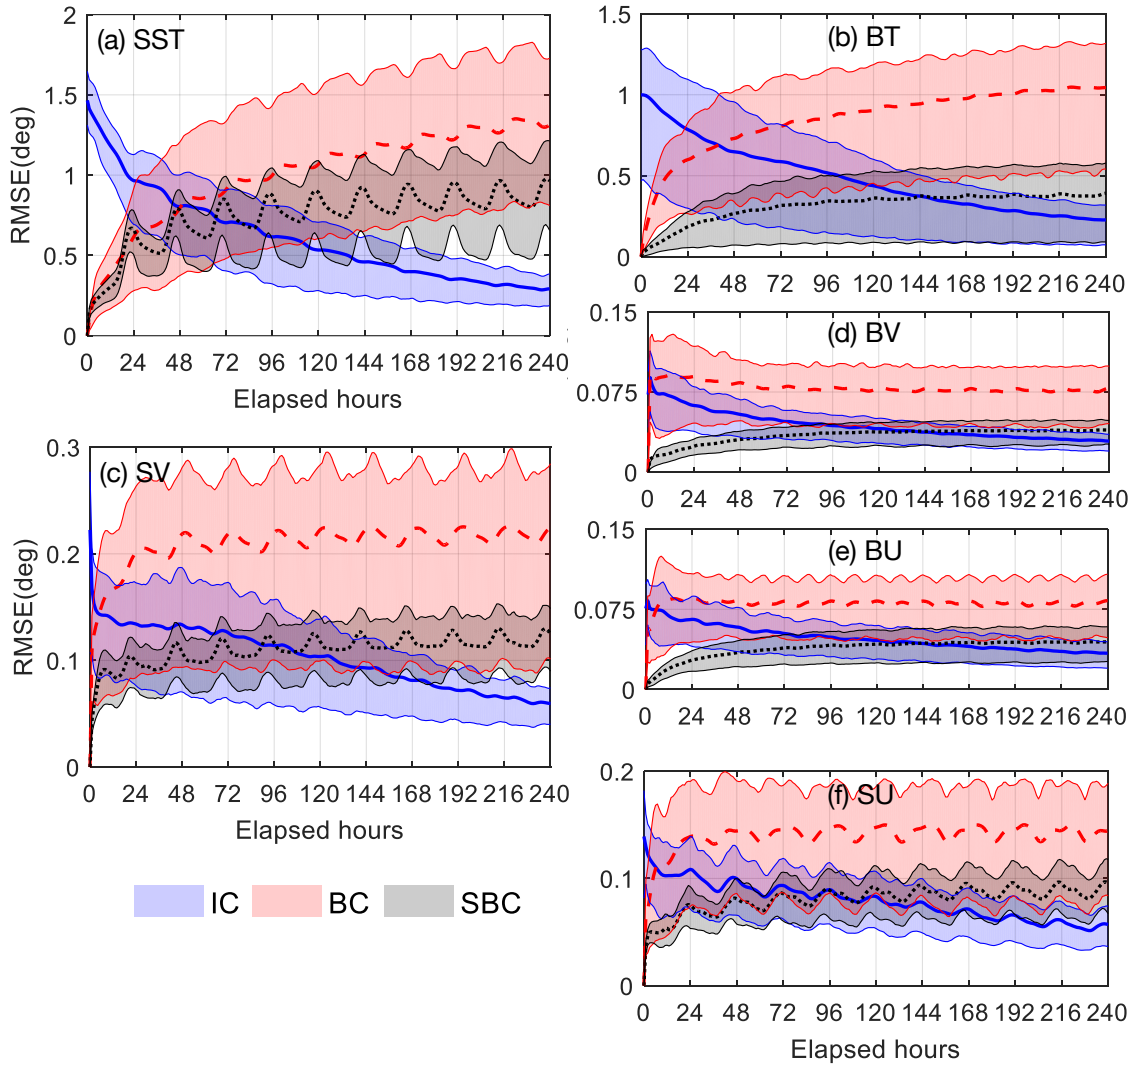 (a) SST
2
1.5
1
0.5
0
RMSE(deg)
0 24 48 72 96 120 144 168 192 216 240
Elapsed hours
(b) BT
1.5
1
0.5
0
0 24 48 72 96 120 144 168 192 216 240
(d) BV
0.15
0.075
0
0 24 48 72 96 120 144 168 192 216 240
(c) SV
0.3
0.2
0.1
0
RMSE(deg)
0 24 48 72 96 120 144 168 192 216 240
Elapsed hours
(e) BU
0.15
0.075
0
0 24 48 72 96 120 144 168 192 216 240
(f) SU
0.2
0.1
0
0 24 48 72 96 120 144 168 192 216 240
Elapsed hours
IC BC SBC